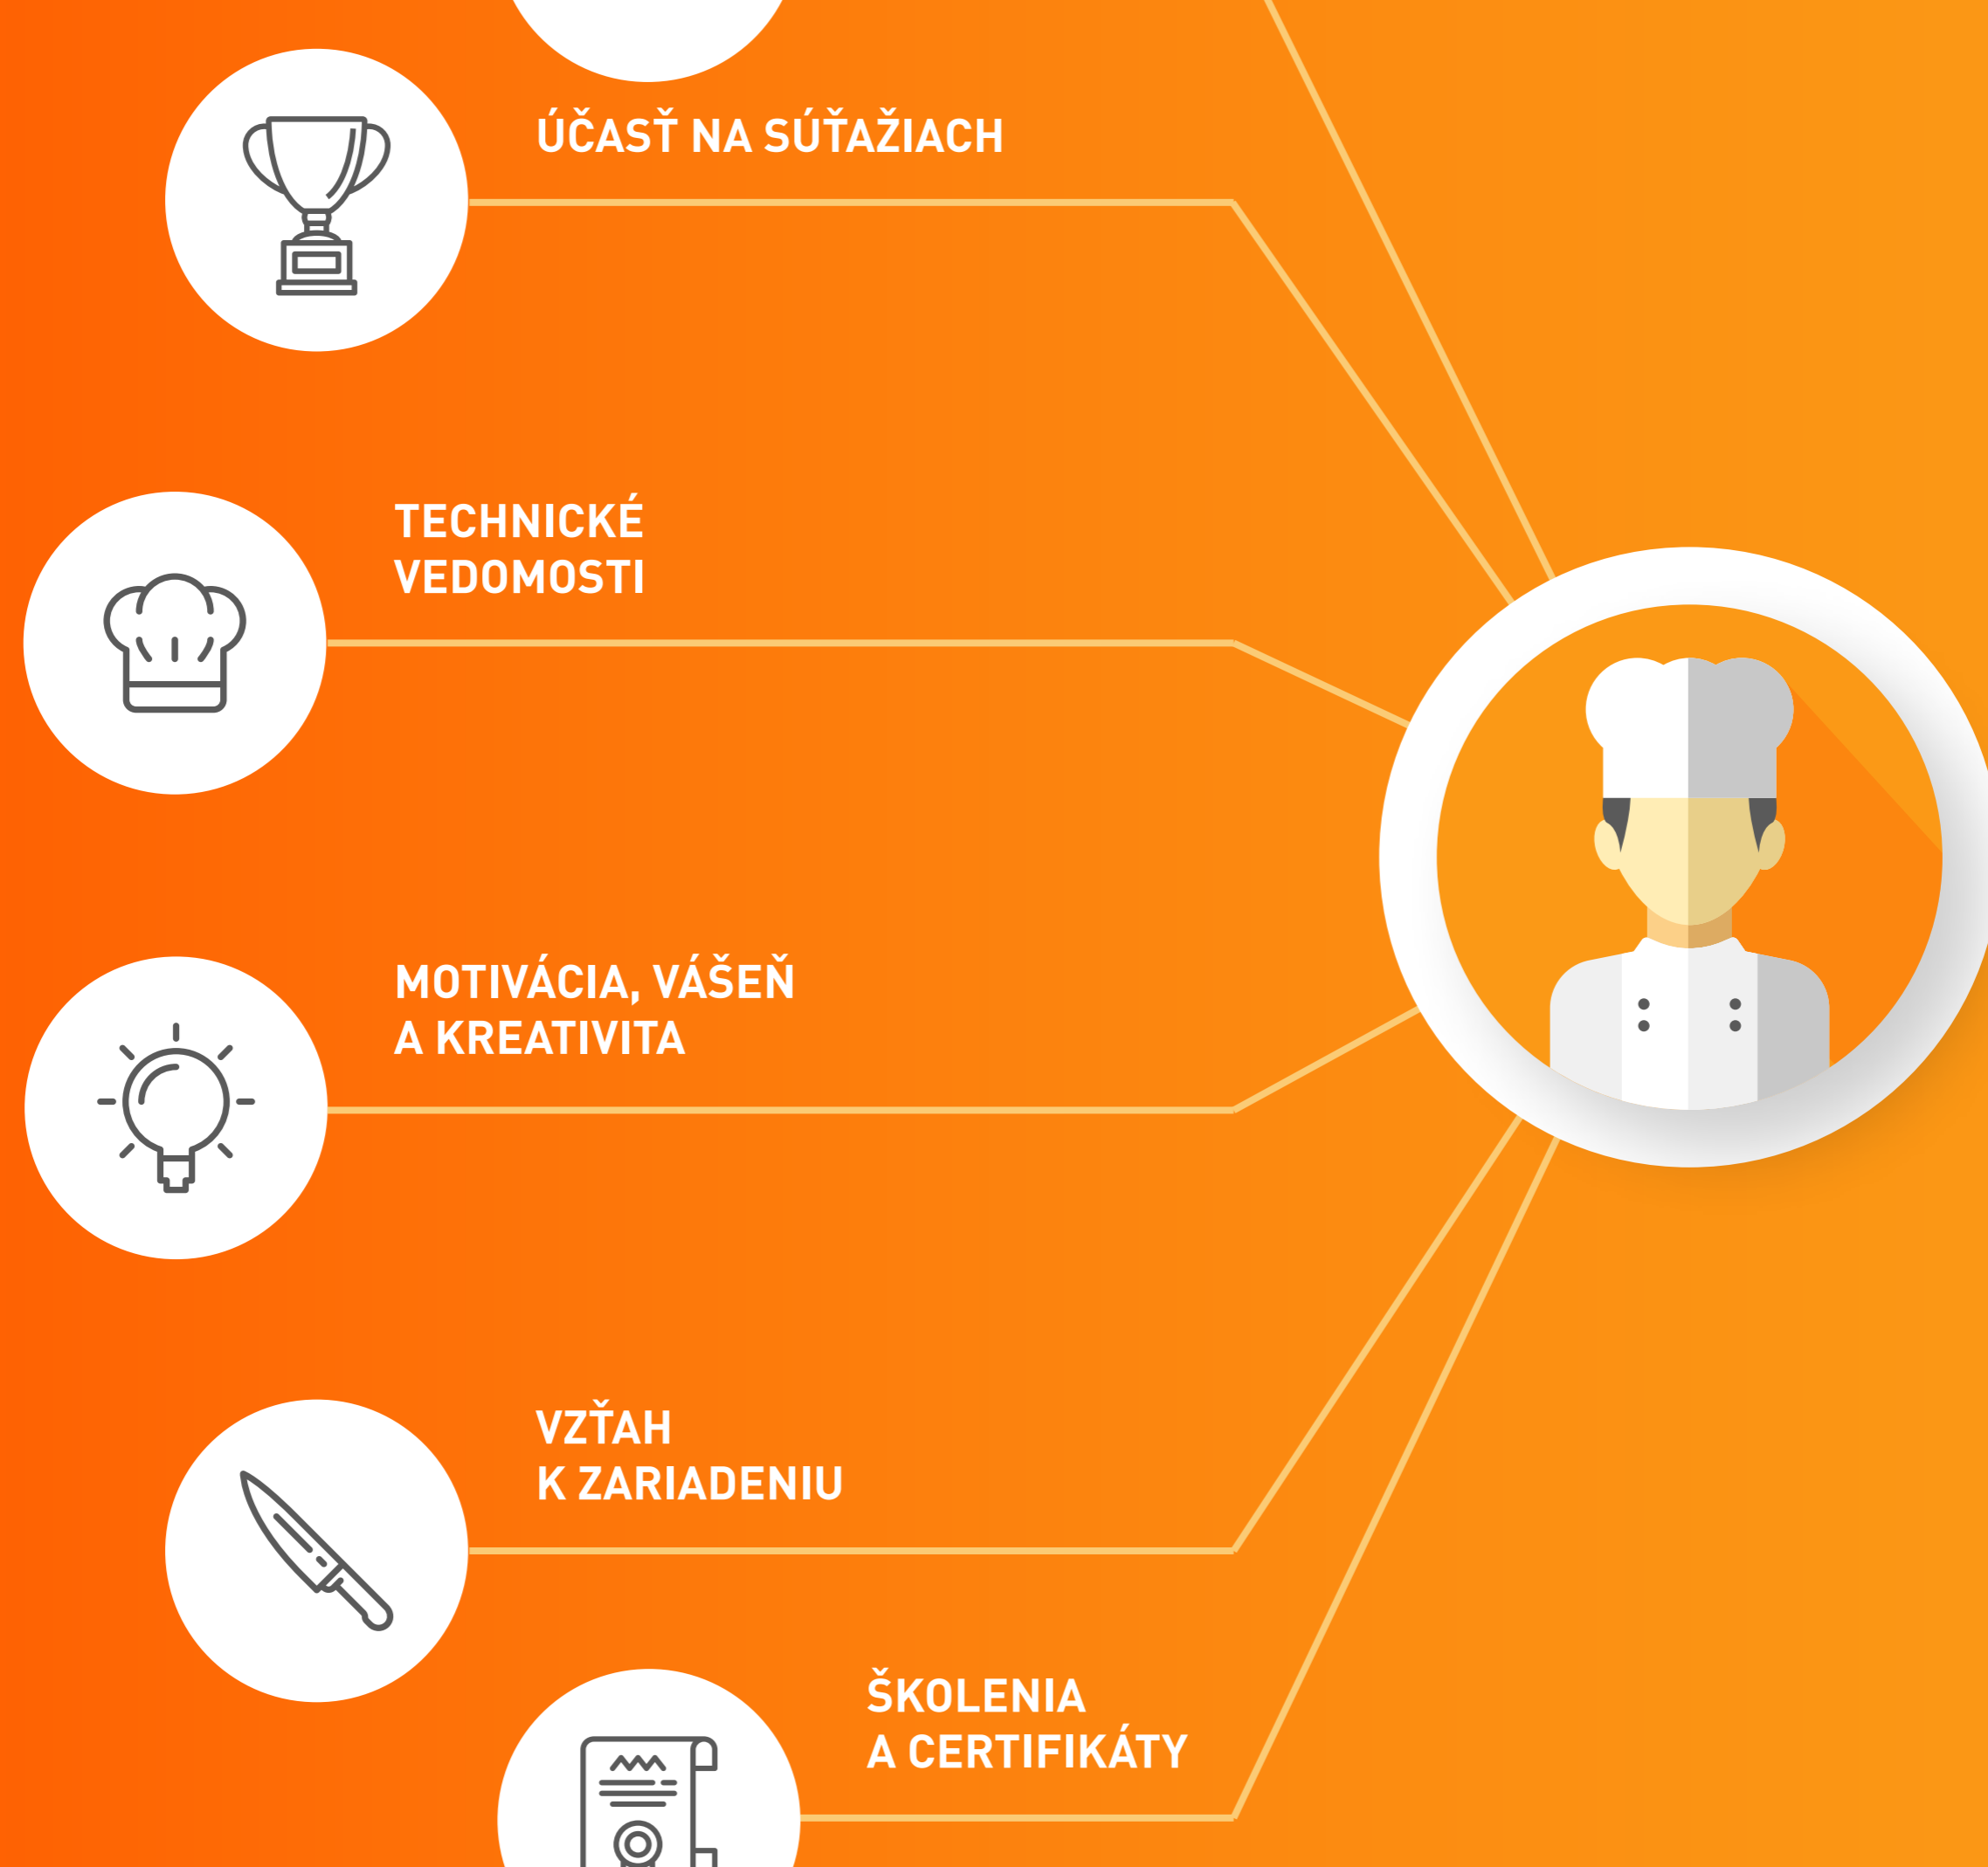 ÚČASŤ NA SÚŤAŽIACH
TECHNICKÉ
VEDOMOSTI
MOTIVÁCIA, VÁŠEŇ
A KREATIVITA
VZŤAH
K ZARIADENIU
ŠKOLENIA
A CERTIFIKÁTY